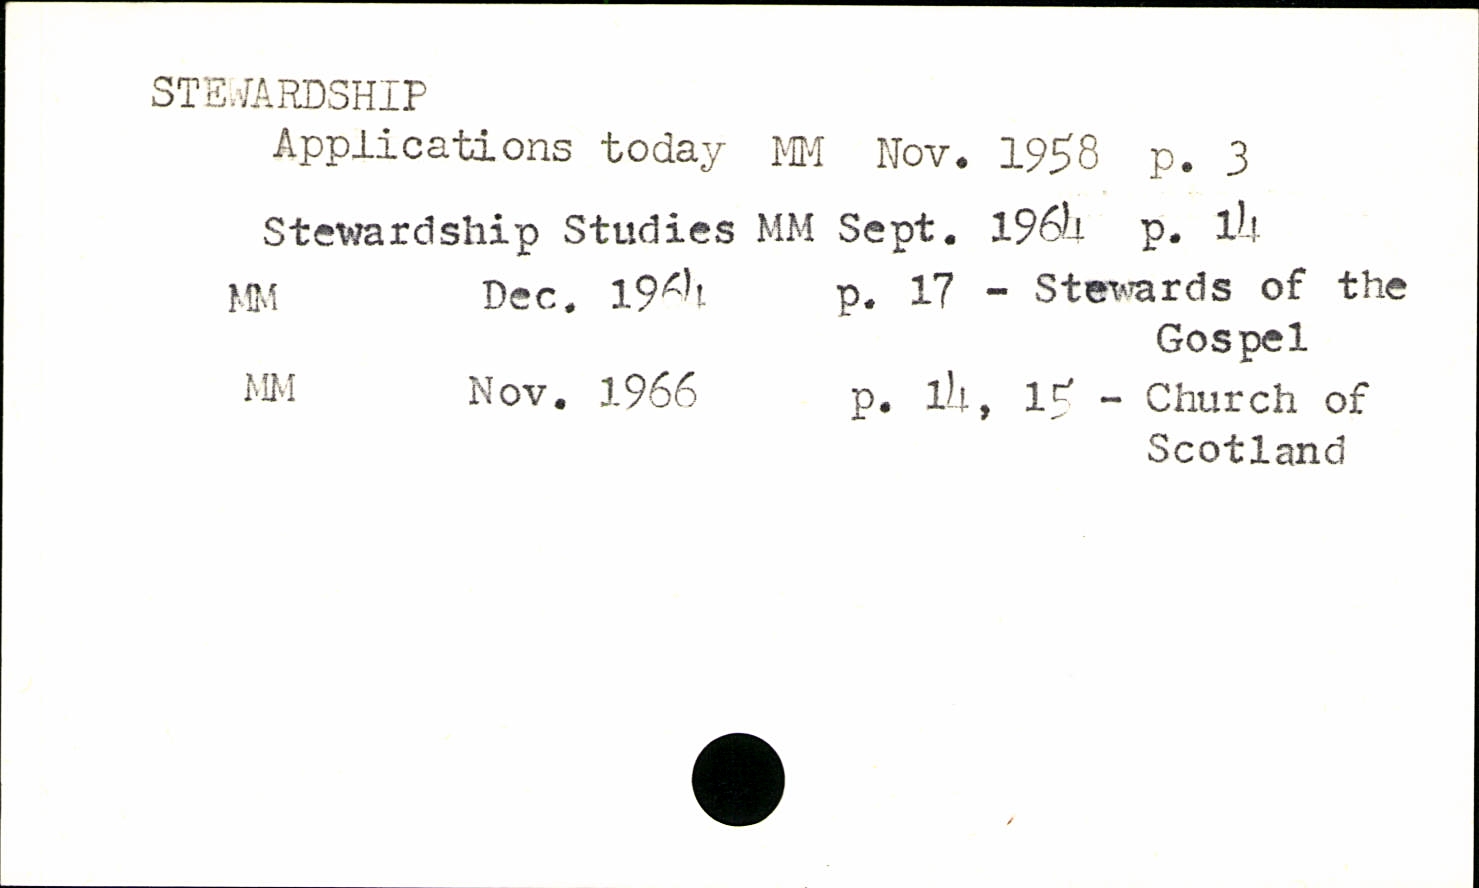 STEWARDSHIP
Applications today MM Nov. 1958 p. 3
Stewardship Studies MM Sept. 1964 p. 14
MM Dec. 1964 p. 17 - Stewards of the
Gospel
MM Nov. 1966 p. 14, 15 - Church of
Scotland